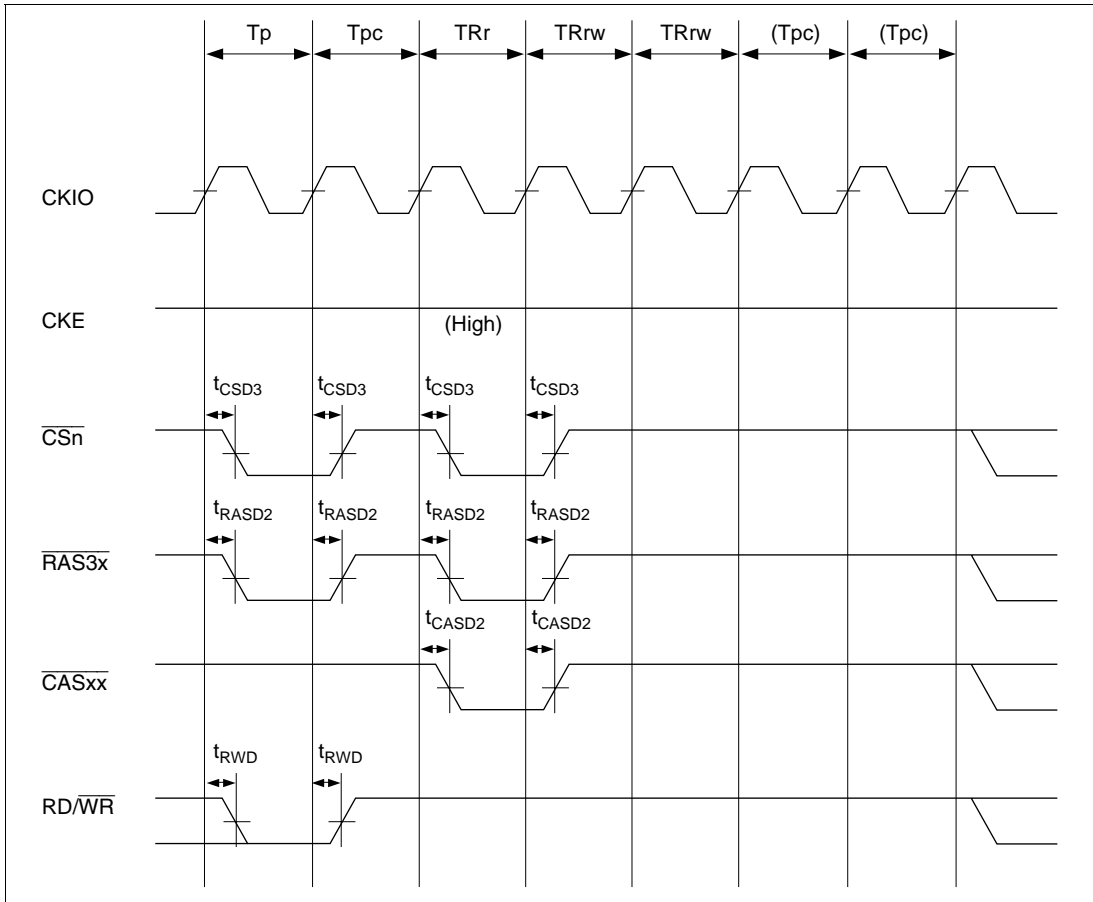 Tp Tpc TRr TRrw TRrw (Tpc) (Tpc)
CKIO
CKE
(High)
tCSD3 tCSD3 tCSD3 tCSD3
CSn
tRASD2 tRASD2 tRASD2 tRASD2
RAS3x
tCASD2 tCASD2
CASxx
tRWD tRWD
RD/WR